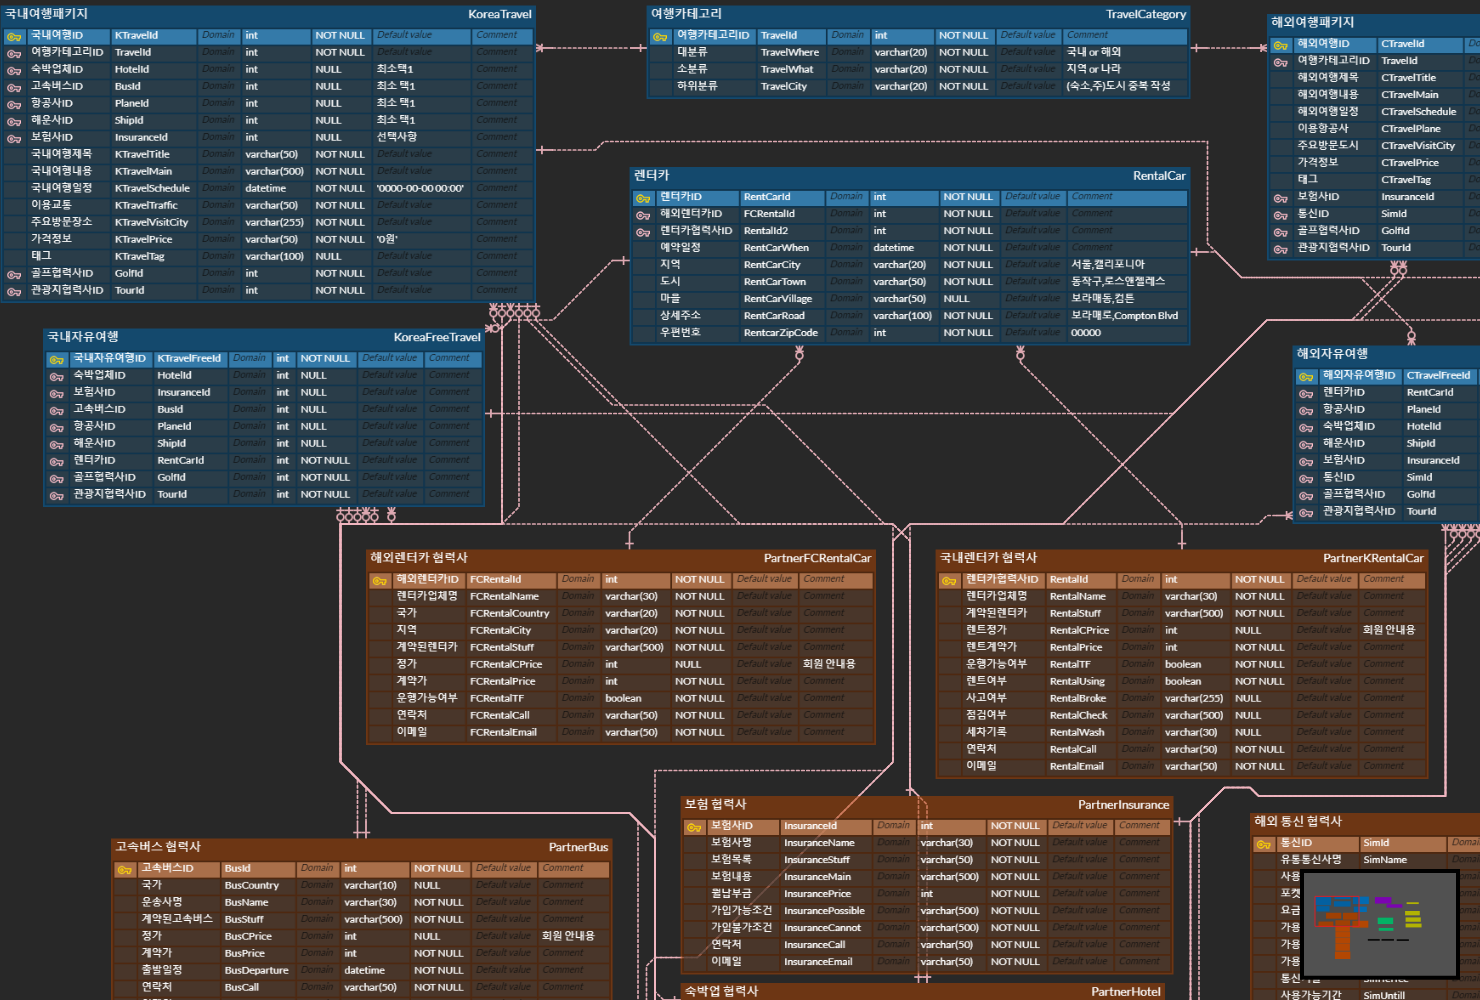 국내여행패키지 KoreaTravel
국내여행ID KTravelId Domain int NOT NULL Default value Comment
여행카테고리ID TravelId Domain int NOT NULL Default value Comment
숙박업체ID HotelId Domain int NULL 최소택1 Comment
고속버스ID BusId Domain int NULL 최소 택1 Comment
항공사ID PlaneId Domain int NULL 최소 택1 Comment
해운사ID ShipId Domain int NULL 최소 택1 Comment
보험사ID InsuranceId Domain int NULL 선택사항 Comment
국내여행제목 KTravelTitle Domain varchar(50) NOT NULL Default value Comment
국내여행내용 KTravelMain Domain varchar(500) NOT NULL Default value Comment
국내여행일정 KTravelSchedule Domain datetime NOT NULL '0000-00-00 00:00' Comment
이용교통 KTravelTraffic Domain varchar(50) NOT NULL Default value Comment
주요방문장소 KTravelVisitCity Domain varchar(255) NOT NULL Default value Comment
가격정보 KTravelPrice Domain varchar(50) NOT NULL '0원' Comment
태그 KTravelTag Domain varchar(100) NULL Default value Comment
골프협력사ID GolfId Domain int NOT NULL Default value Comment
관광지협력사ID TourId Domain int NOT NULL Default value Comment
여행카테고리 TravelCategory
여행카테고리ID TravelId Domain int NOT NULL Default value Comment
대분류 TravelWhere Domain varchar(20) NOT NULL Default value 국내 or 해외
소분류 TravelWhat Domain varchar(20) NOT NULL Default value 지역 or 나라
하위분류 TravelCity Domain varchar(20) NOT NULL Default value (숙소,주)도시 중복 작성
해외여행패키지
해외여행ID CTravelId
여행카테고리ID TravelId
해외여행제목 CTravelTitle
해외여행내용 CTravelMain
해외여행일정 CTravelSchedule
이용항공사 CTravelPlane
주요방문도시 CTravelVisitCity
가격정보 CTravelPrice
태그 CTravelTag
보험사ID InsuranceId
통신ID SimId
골프협력사ID GolfId
관광지협력사ID TourId
렌터카 RentalCar
렌터카ID RentCarId Domain int NOT NULL Default value Comment
해외렌터카ID FCRentalId Domain int NOT NULL Default value Comment
렌터카협력사ID RentalId2 Domain int NOT NULL Default value Comment
예약일정 RentCarWhen Domain datetime NOT NULL Default value Comment
지역 RentCarCity Domain varchar(20) NOT NULL Default value 서울,캘리포니아
도시 RentCarTown Domain varchar(50) NOT NULL Default value 동작구,로스앤젤레스
마을 RentCarVillage Domain varchar(50) NULL Default value 보라매동,컴튼
상세주소 RentCarRoad Domain varchar(100) NOT NULL Default value 보라매로,Compton Blvd
우편번호 RentcarZipCode Domain int NOT NULL Default value 00000
국내자유여행 KoreaFreeTravel
국내자유여행ID KTravelFreeId Domain int NOT NULL Default value Comment
숙박업체ID HotelId Domain int NULL Default value Comment
보험사ID InsuranceId Domain int NULL Default value Comment
고속버스ID BusId Domain int NULL Default value Comment
항공사ID PlaneId Domain int NULL Default value Comment
해운사ID ShipId Domain int NULL Default value Comment
렌터카ID RentCarId Domain int NOT NULL Default value Comment
골프협력사ID GolfId Domain int NOT NULL Default value Comment
관광지협력사ID TourId Domain int NOT NULL Default value Comment
해외자유여행
해외자유여행ID CTravelFreeId
렌터카ID RentCarId
항공사ID PlaneId
숙박업체ID HotelId
해운사ID ShipId
보험사ID InsuranceId
통신ID SimId
골프협력사ID GolfId
관광지협력사ID TourId
해외렌터카 협력사 PartnerFCRentalCar
해외렌터카ID FCRentalId Domain int NOT NULL Default value Comment
렌터카업체명 FCRentalName Domain varchar(30) NOT NULL Default value Comment
국가 FCRentalCountry Domain varchar(20) NOT NULL Default value Comment
지역 FCRentalCity Domain varchar(20) NOT NULL Default value Comment
계약된렌터카 FCRentalStuff Domain varchar(500) NOT NULL Default value Comment
정가 FCRentalCPrice Domain int NULL Default value 회원 안내용
계약가 FCRentalPrice Domain int NOT NULL Default value Comment
운행가능여부 FCRentalTF Domain boolean NOT NULL Default value Comment
연락처 FCRentalCall Domain varchar(50) NOT NULL Default value Comment
이메일 FCRentalEmail Domain varchar(50) NOT NULL Default value Comment
국내렌터카 협력사 PartnerKRentalCar
렌터카협력사ID RentalId Domain int NOT NULL Default value Comment
렌터카업체명 RentalName Domain varchar(30) NOT NULL Default value Comment
계약된렌터카 RentalStuff Domain varchar(500) NOT NULL Default value Comment
렌트정가 RentalCPrice Domain int NULL Default value 회원 안내용
렌트계약가 RentalPrice Domain int NOT NULL Default value Comment
운행가능여부 RentalTF Domain boolean NOT NULL Default value Comment
렌트여부 RentalUsing Domain boolean NOT NULL Default value Comment
사고여부 RentalBroke Domain varchar(255) NULL Default value Comment
점검여부 RentalCheck Domain varchar(500) NULL Default value Comment
세차기록 RentalWash Domain varchar(30) NULL Default value Comment
연락처 RentalCall Domain varchar(50) NOT NULL Default value Comment
이메일 RentalEmail Domain varchar(50) NOT NULL Default value Comment
고속버스 협력사 PartnerBus
고속버스ID BusId Domain int NOT NULL Default value Comment
국가 BusCountry Domain varchar(10) NULL Default value Comment
운송사명 BusName Domain varchar(30) NOT NULL Default value Comment
계약된고속버스 BusStuff Domain varchar(500) NOT NULL Default value Comment
정가 BusCPrice Domain int NULL Default value 회원 안내용
계약가 BusPrice Domain int NOT NULL Default value Comment
출발일정 BusDeparture Domain datetime NOT NULL Default value Comment
연락처 BusCall Domain varchar(50) NOT NULL Default value Comment
보험 협력사 PartnerInsurance
보험사ID InsuranceId Domain int NOT NULL Default value Comment
보험사명 InsuranceName Domain varchar(30) NOT NULL Default value Comment
보험목록 InsuranceStuff Domain varchar(50) NOT NULL Default value Comment
보험내용 InsuranceMain Domain varchar(500) NOT NULL Default value Comment
월납부금 InsurancePrice Domain int NOT NULL Default value Comment
가입가능조건 InsurancePossible Domain varchar(500) NOT NULL Default value Comment
가입불가조건 InsuranceCannot Domain varchar(500) NOT NULL Default value Comment
연락처 InsuranceCall Domain varchar(50) NOT NULL Default value Comment
이메일 InsuranceEmail Domain varchar(50) NOT NULL Default value Comment
숙박업 협력사 PartnerHotel
해외 통신 협력사
통신ID SimId Domain
유통통신사명 SimName Domain
사용
포켓
요금
가용
가용
가용
통신
사용가능기간 SimUntill Domain